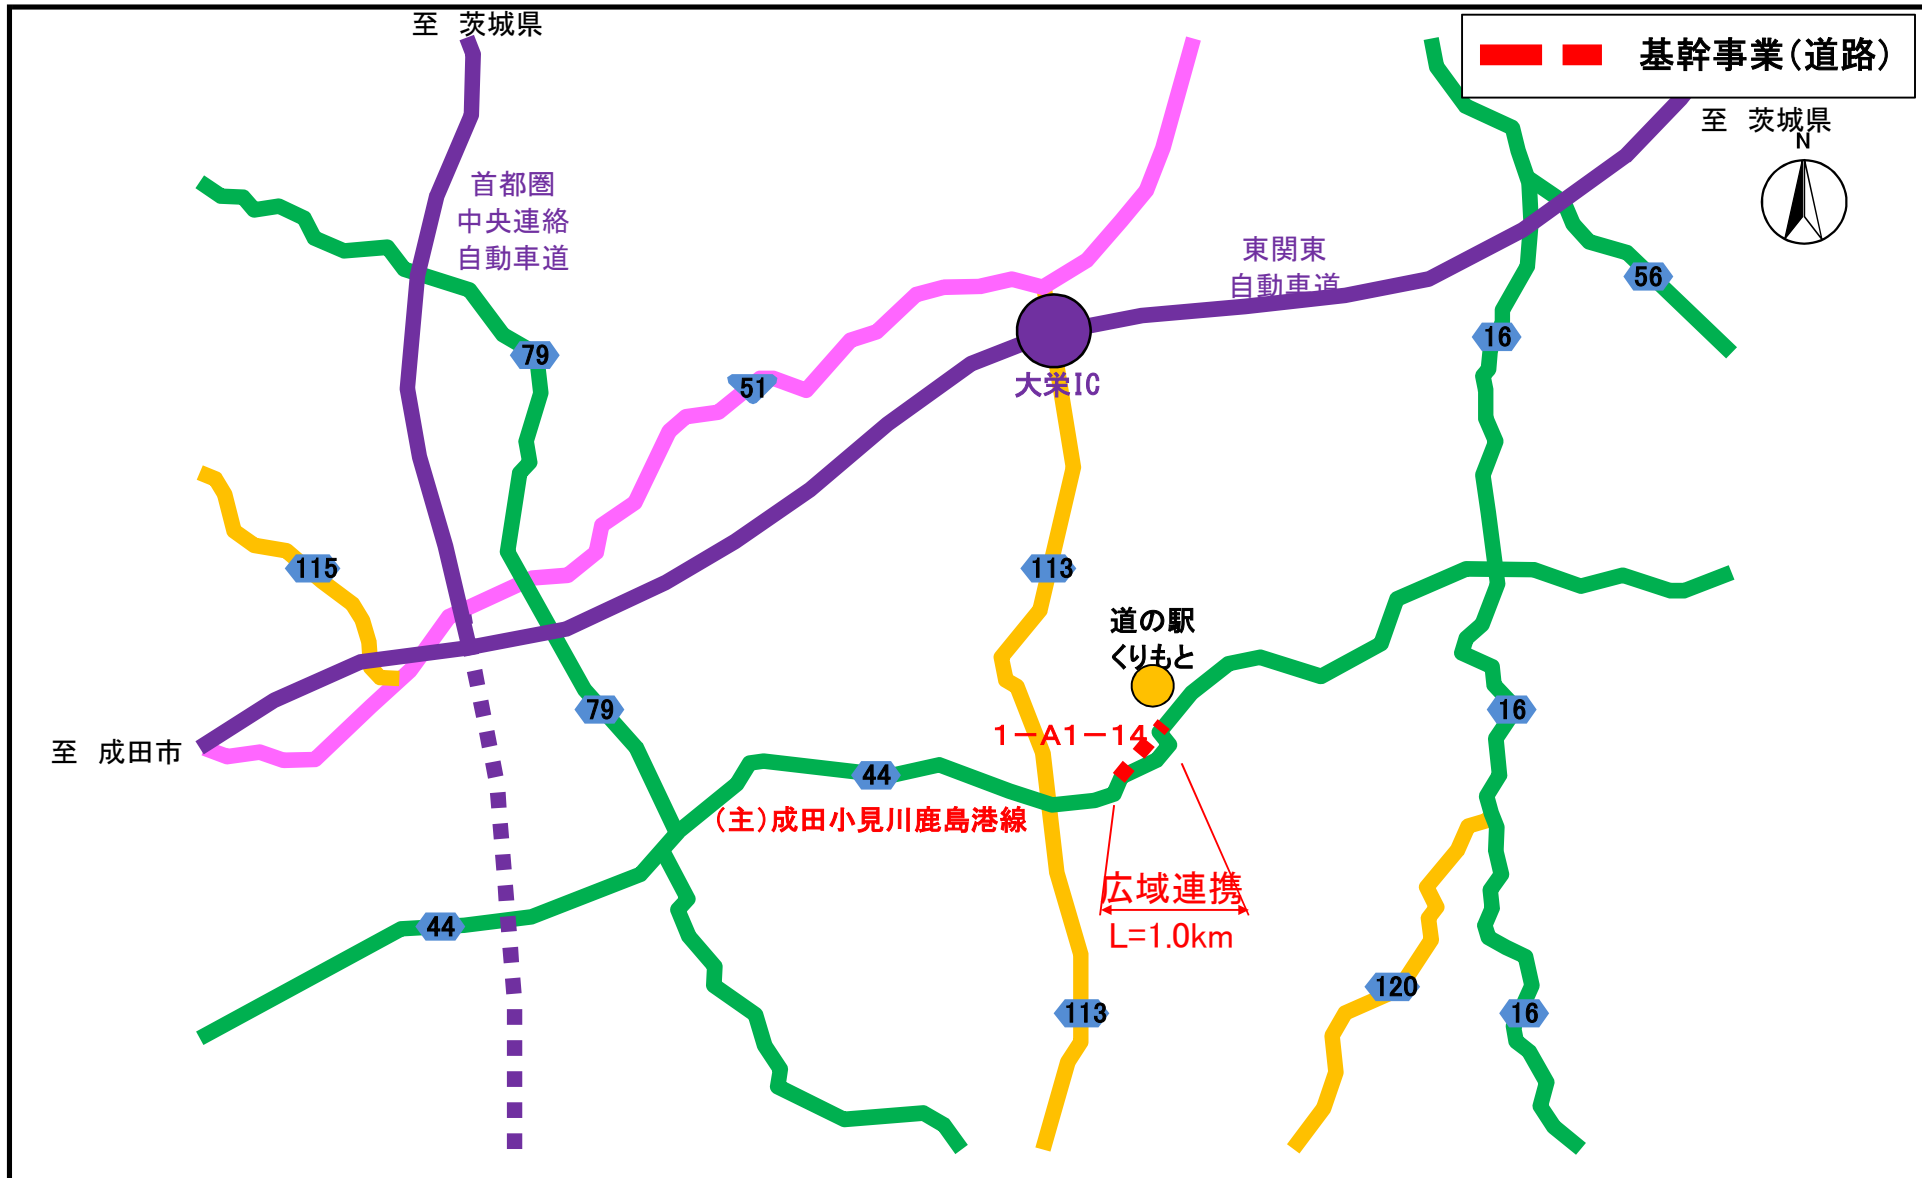 至　茨城県
基幹事業（道路）
至　茨城県
N
首都圏
中央連絡
自動車道
東関東
自動車道
56
16
79
51
大栄IC
115
113
道の駅
くりもと
79
16
1－A1－14
至　成田市
44
（主）成田小見川鹿島港線
広域連携
L=1.0km
44
120
113
16